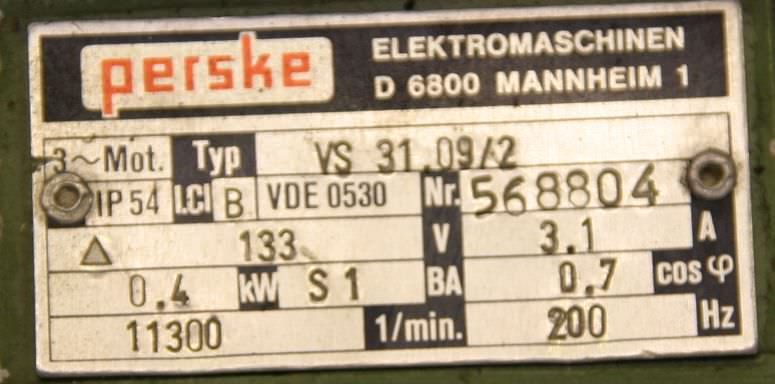 perske ELEKTROMASCHINEN
D 6800 MANNHEIM 1
3~Mot. Typ VS 31.09/2
IP 54 I.Cl B VDE 0530 Nr. 568804
△ 133 V 3.1 A
0.4 kW S 1 BA 0.7 cos φ
11300 1/min. 200 Hz